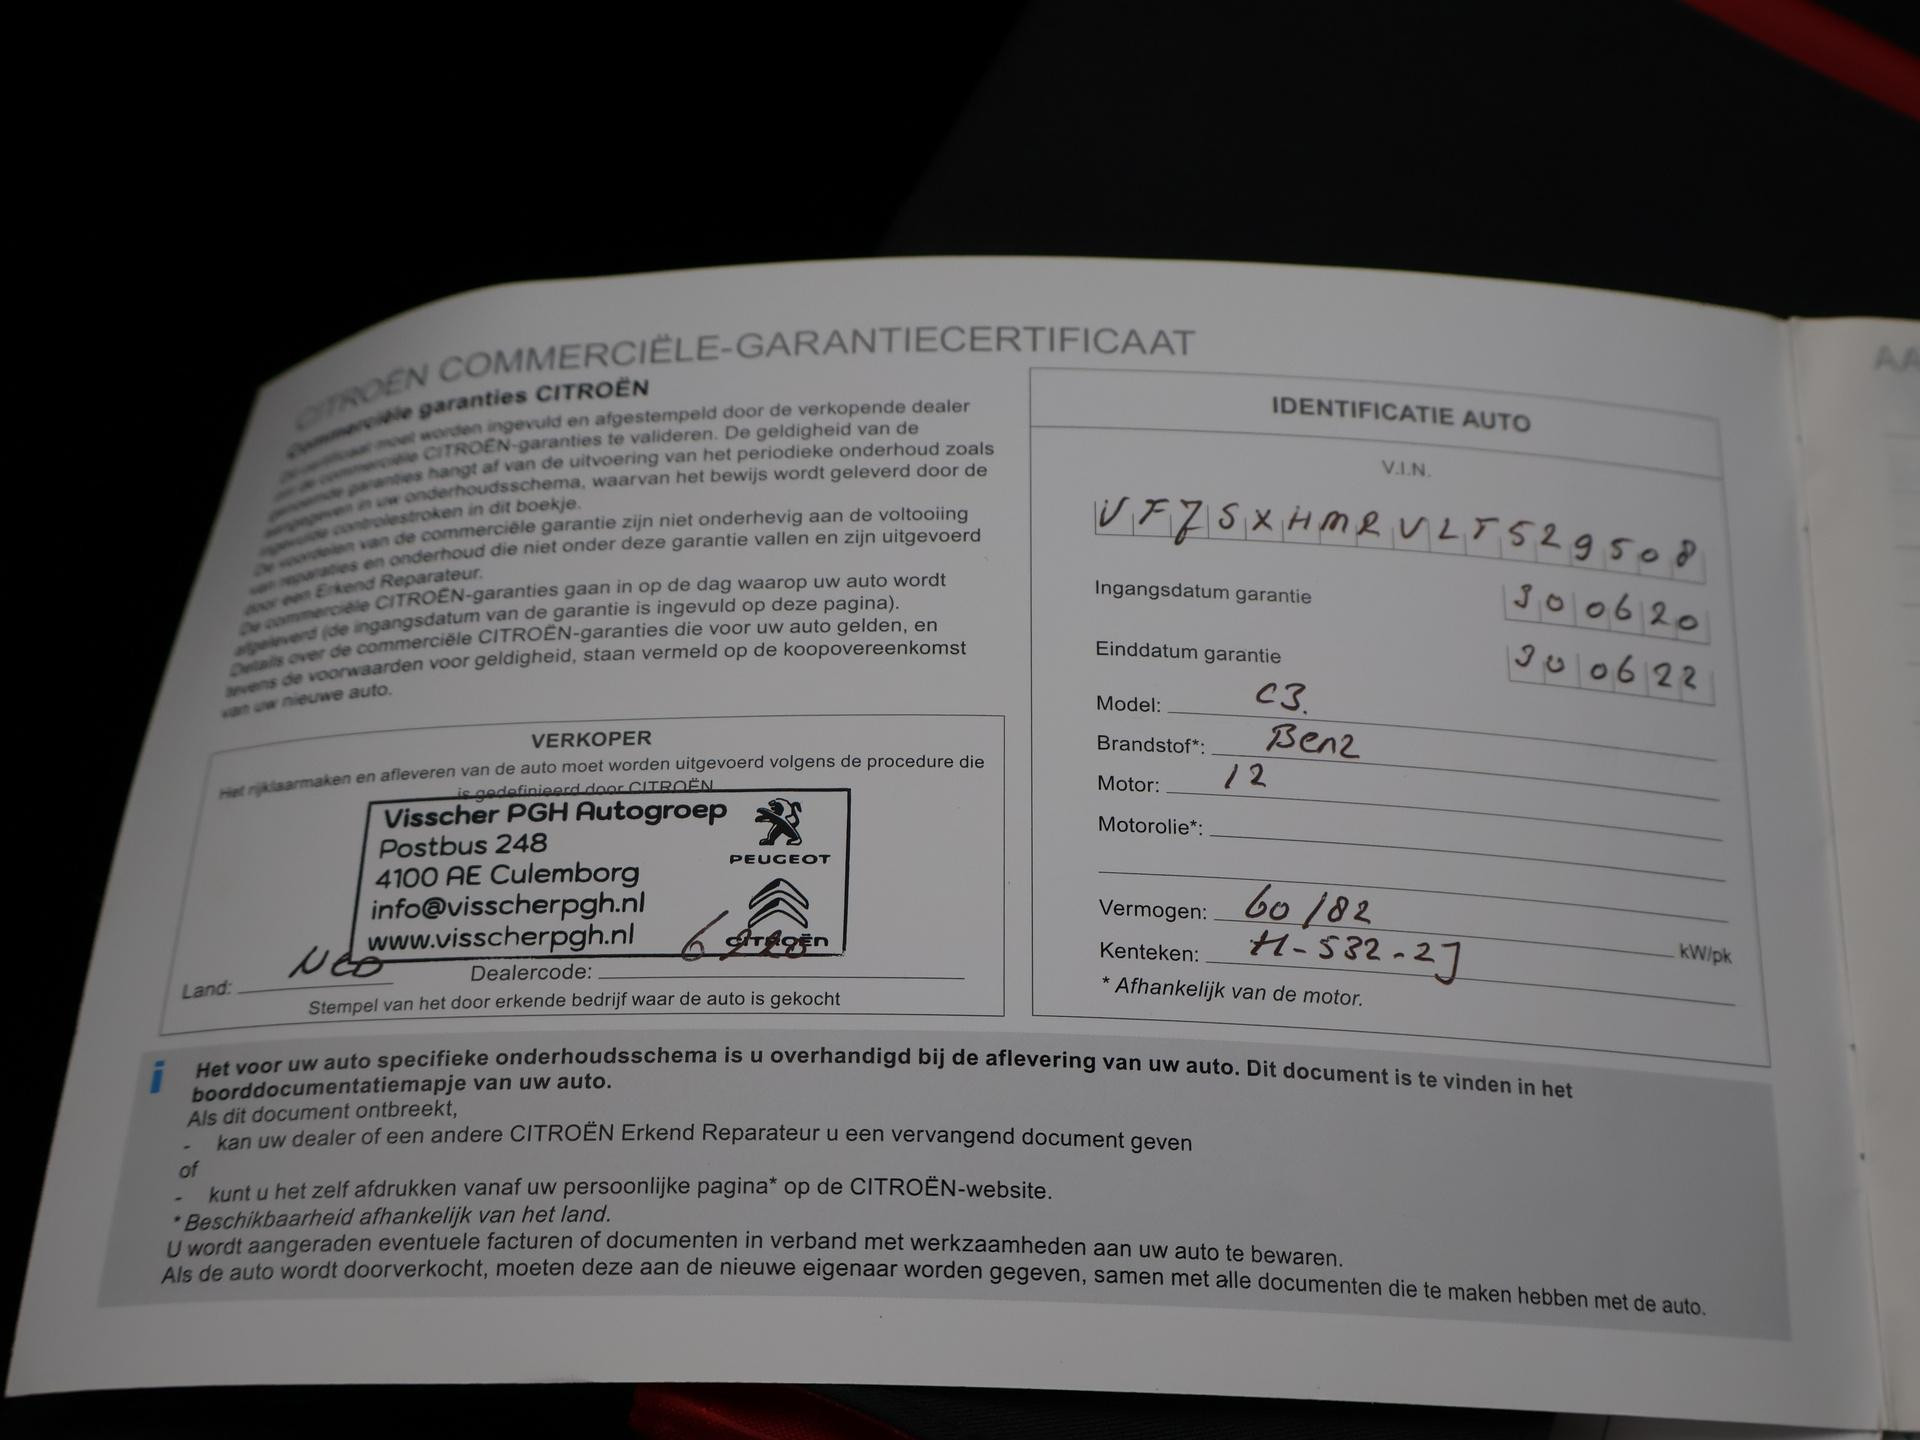 CITROËN COMMERCIËLE-GARANTIECERTIFICAAT
Commerciële garanties CITROËN
Dit certificaat moet worden ingevuld en afgestempeld door de verkopende dealer
om de commerciële CITROËN-garanties te valideren. De geldigheid van de
genoemde garanties hangt af van de uitvoering van het periodieke onderhoud zoals
aangegeven in uw onderhoudsschema, waarvan het bewijs wordt geleverd door de
ingevulde controlestroken in dit boekje.
De voordelen van de commerciële garantie zijn niet onderhevig aan de voltooiing
van reparaties en onderhoud die niet onder deze garantie vallen en zijn uitgevoerd
door een Erkend Reparateur.
De commerciële CITROËN-garanties gaan in op de dag waarop uw auto wordt
afgeleverd (de ingangsdatum van de garantie is ingevuld op deze pagina).
Details over de commerciële CITROËN-garanties die voor uw auto gelden, en
tevens de voorwaarden voor geldigheid, staan vermeld op de koopovereenkomst
van uw nieuwe auto.
VERKOPER
Het rijklaarmaken en afleveren van de auto moet worden uitgevoerd volgens de procedure die
is gedefinieerd door CITROËN
Visscher PGH Autogroep
Postbus 248
4100 AE Culemborg
info@visscherpgh.nl
www.visscherpgh.nl
PEUGEOT
CITROËN
Land: NED Dealercode:
Stempel van het door erkende bedrijf waar de auto is gekocht
IDENTIFICATIE AUTO
V.I.N.
VF7SXHMRVLT529508
Ingangsdatum garantie 300620
Einddatum garantie 300622
Model: C3.
Brandstof*: Benz
Motor: 12
Motorolie*:
Vermogen: 60/82 kW/pk
Kenteken: H-532-ZJ
* Afhankelijk van de motor.
i Het voor uw auto specifieke onderhoudsschema is u overhandigd bij de aflevering van uw auto. Dit document is te vinden in het
boorddocumentatiemapje van uw auto.
Als dit document ontbreekt,
- kan uw dealer of een andere CITROËN Erkend Reparateur u een vervangend document geven
of
- kunt u het zelf afdrukken vanaf uw persoonlijke pagina* op de CITROËN-website.
* Beschikbaarheid afhankelijk van het land.
U wordt aangeraden eventuele facturen of documenten in verband met werkzaamheden aan uw auto te bewaren.
Als de auto wordt doorverkocht, moeten deze aan de nieuwe eigenaar worden gegeven, samen met alle documenten die te maken hebben met de auto.